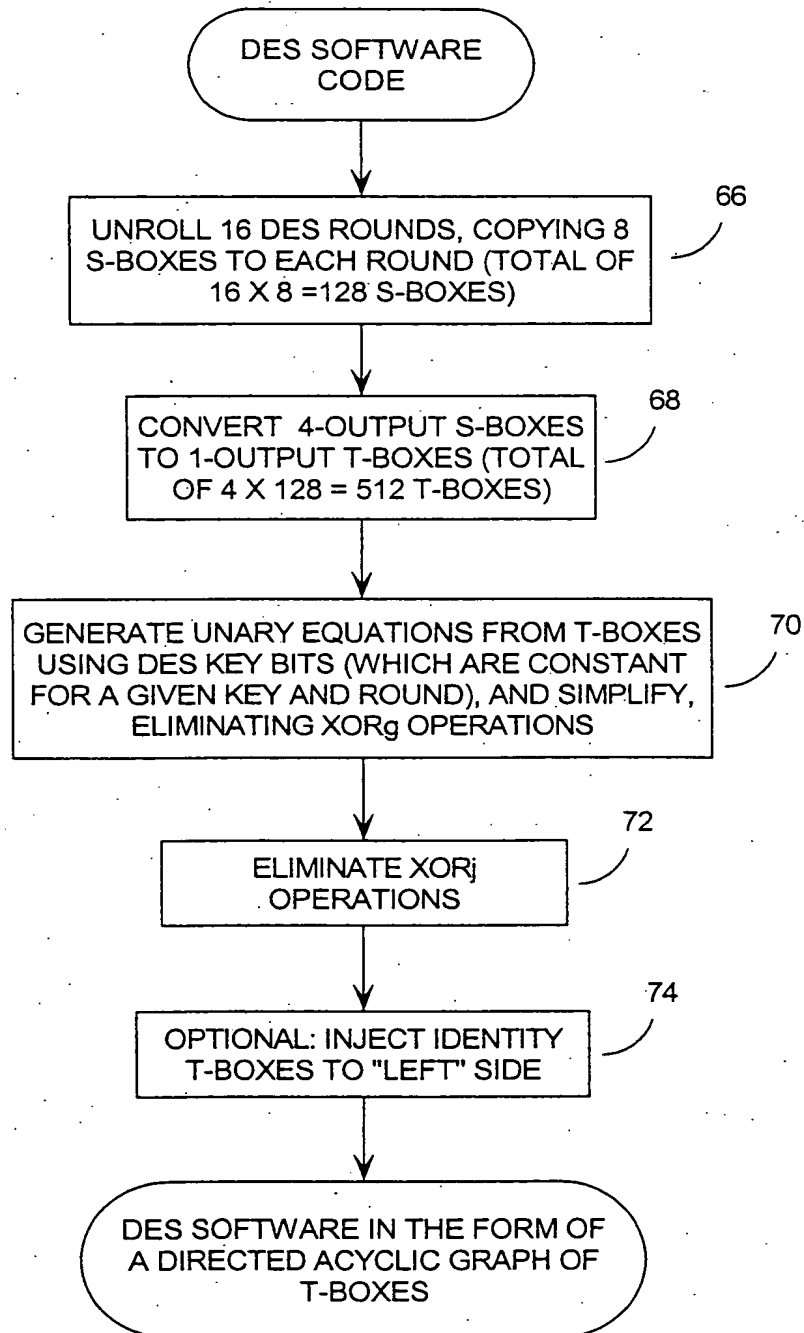 DES SOFTWARE
CODE
66
UNROLL 16 DES ROUNDS, COPYING 8
S-BOXES TO EACH ROUND (TOTAL OF
16 X 8 =128 S-BOXES)
68
CONVERT 4-OUTPUT S-BOXES
TO 1-OUTPUT T-BOXES (TOTAL
OF 4 X 128 = 512 T-BOXES)
70
GENERATE UNARY EQUATIONS FROM T-BOXES
USING DES KEY BITS (WHICH ARE CONSTANT
FOR A GIVEN KEY AND ROUND), AND SIMPLIFY,
ELIMINATING XORg OPERATIONS
72
ELIMINATE XORj
OPERATIONS
74
OPTIONAL: INJECT IDENTITY
T-BOXES TO "LEFT" SIDE
DES SOFTWARE IN THE FORM OF
A DIRECTED ACYCLIC GRAPH OF
T-BOXES